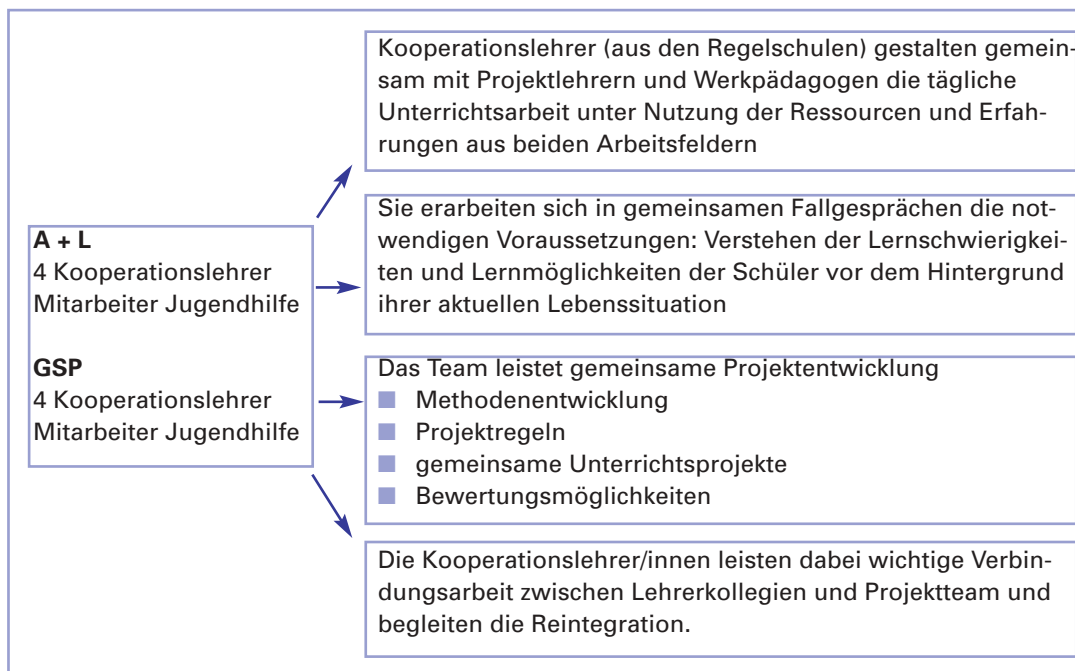 Kooperationslehrer (aus den Regelschulen) gestalten gemein-
sam mit Projektlehrern und Werkpädagogen die tägliche
Unterrichtsarbeit unter Nutzung der Ressourcen und Erfah-
rungen aus beiden Arbeitsfeldern
A + L
4 Kooperationslehrer
Mitarbeiter Jugendhilfe
GSP
4 Kooperationslehrer
Mitarbeiter Jugendhilfe
Sie erarbeiten sich in gemeinsamen Fallgesprächen die not-
wendigen Voraussetzungen: Verstehen der Lernschwierigkei-
ten und Lernmöglichkeiten der Schüler vor dem Hintergrund
ihrer aktuellen Lebenssituation
Das Team leistet gemeinsame Projektentwicklung
■ Methodenentwicklung
■ Projektregeln
■ gemeinsame Unterrichtsprojekte
■ Bewertungsmöglichkeiten
Die Kooperationslehrer/innen leisten dabei wichtige Verbin-
dungsarbeit zwischen Lehrerkollegien und Projektteam und
begleiten die Reintegration.